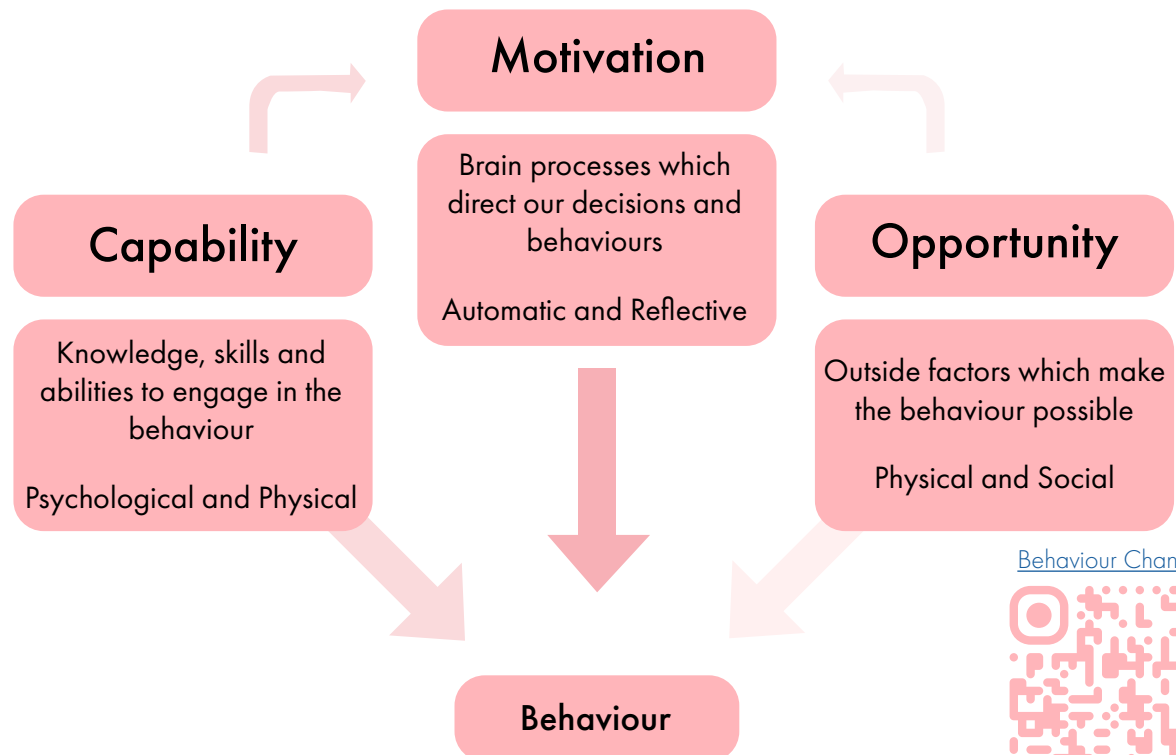 Motivation
Brain processes which
direct our decisions and
behaviours
Automatic and Reflective
Capability
Knowledge, skills and
abilities to engage in the
behaviour
Psychological and Physical
Opportunity
Outside factors which make
the behaviour possible
Physical and Social
Behaviour